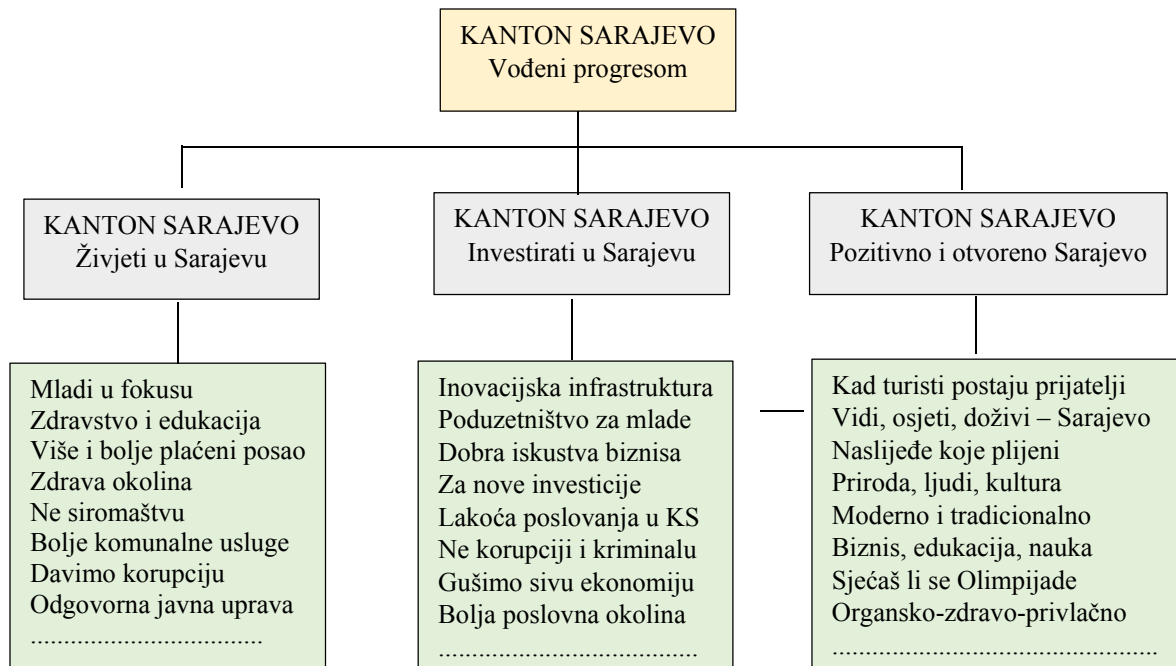 KANTON SARAJEVO
Vođeni progresom
KANTON SARAJEVO
Živjeti u Sarajevu
KANTON SARAJEVO
Investirati u Sarajevu
KANTON SARAJEVO
Pozitivno i otvoreno Sarajevo
Mladi u fokusu
Zdravstvo i edukacija
Više i bolje plaćeni posao
Zdrava okolina
Ne siromaštvu
Bolje komunalne usluge
Davimo korupciju
Odgovorna javna uprava
..................................
Inovacijska infrastruktura
Poduzetništvo za mlade
Dobra iskustva biznisa
Za nove investicije
Lakoća poslovanja u KS
Ne korupciji i kriminalu
Gušimo sivu ekonomiju
Bolja poslovna okolina
.....................................
Kad turisti postaju prijatelji
Vidi, osjeti, doživi – Sarajevo
Naslijeđe koje plijeni
Priroda, ljudi, kultura
Moderno i tradicionalno
Biznis, edukacija, nauka
Sjećaš li se Olimpijade
Organsko-zdravo-privlačno
..............................................